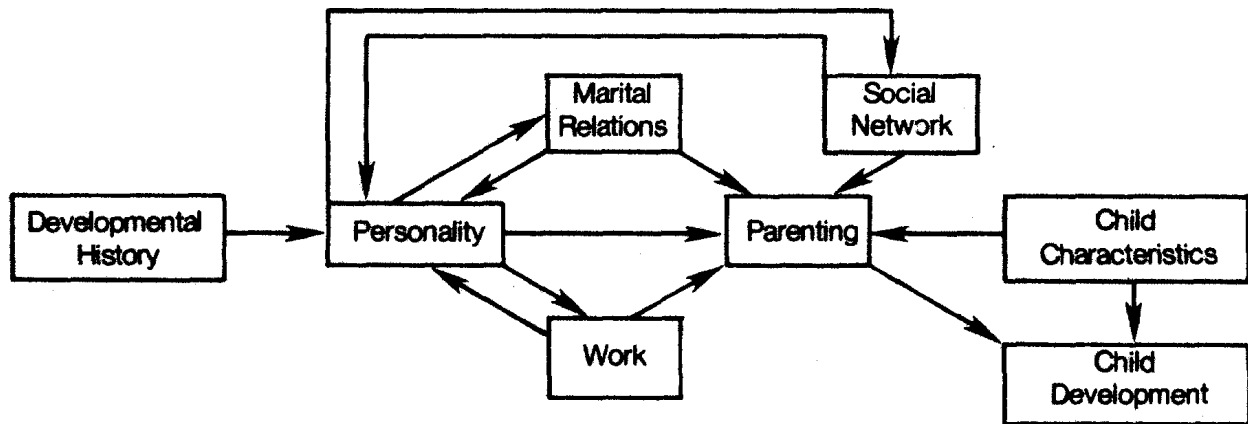 Marital
Relations
Social
Network
Developmental
History
Personality
Parenting
Child
Characteristics
Work
Child
Development